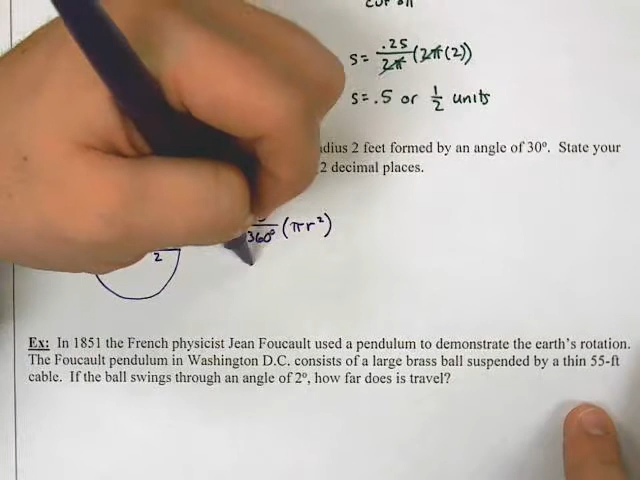 cut off
s = .25/2π (2π(2))
s = .5 or 1/2 units
radius 2 feet formed by an angle of 30º. State your
2 decimal places.
360° (πr²)
2
Ex: In 1851 the French physicist Jean Foucault used a pendulum to demonstrate the earth's rotation.
The Foucault pendulum in Washington D.C. consists of a large brass ball suspended by a thin 55-ft
cable. If the ball swings through an angle of 2º, how far does is travel?